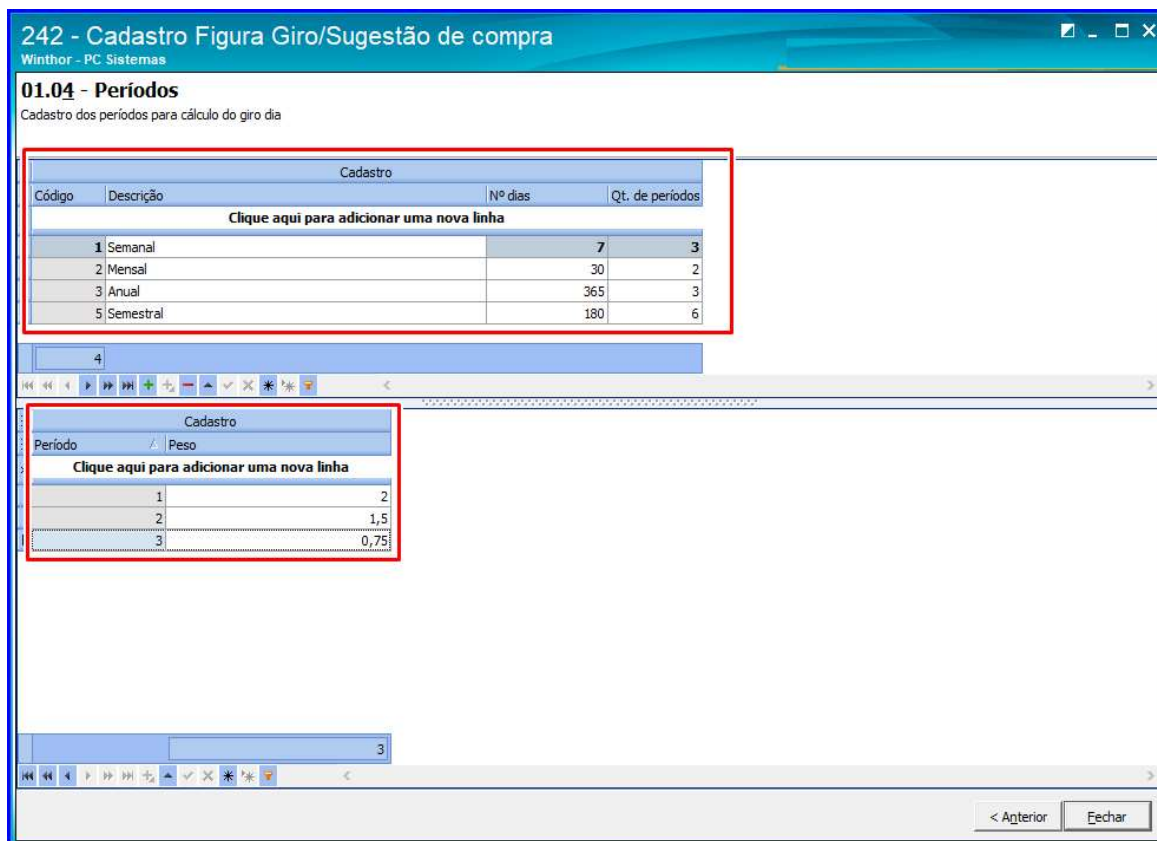 242 - Cadastro Figura Giro/Sugestão de compra
Winthor - PC Sistemas
01.04 - Períodos
Cadastro dos períodos para cálculo do giro dia
Cadastro
Código Descrição Nº dias Qt. de períodos
Clique aqui para adicionar uma nova linha
1 Semanal 7 3
2 Mensal 30 2
3 Anual 365 3
5 Semestral 180 6
4
Cadastro
Período Peso
Clique aqui para adicionar uma nova linha
1 2
2 1,5
3 0,75
3
< Anterior Fechar